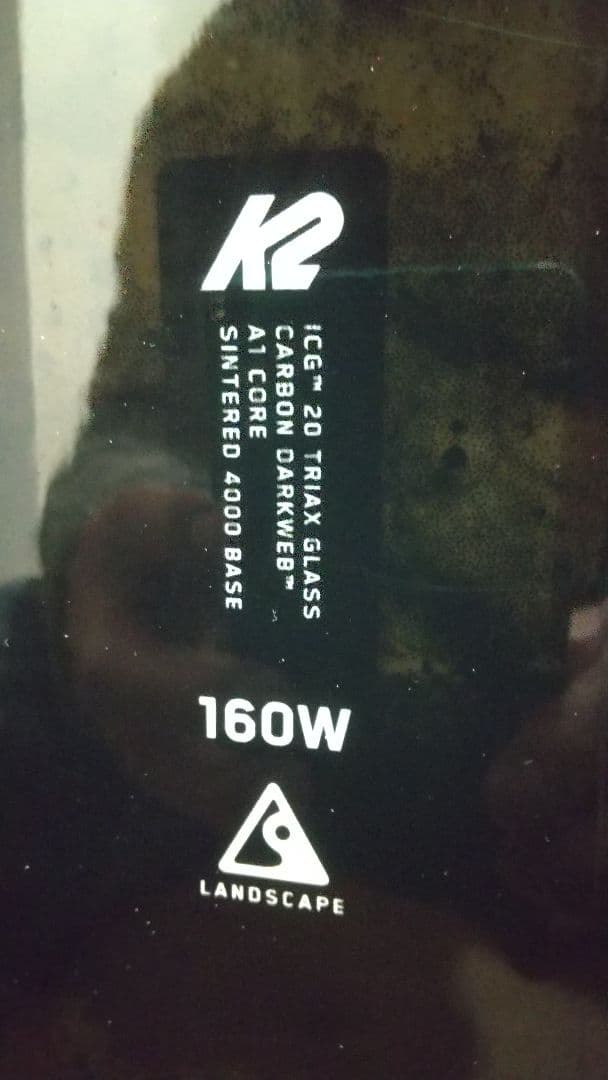 K2
ICG™ 20 TRIAX GLASS
CARBON DARKWEB™
A1 CORE
SINTERED 4000 BASE
160W
LANDSCAPE